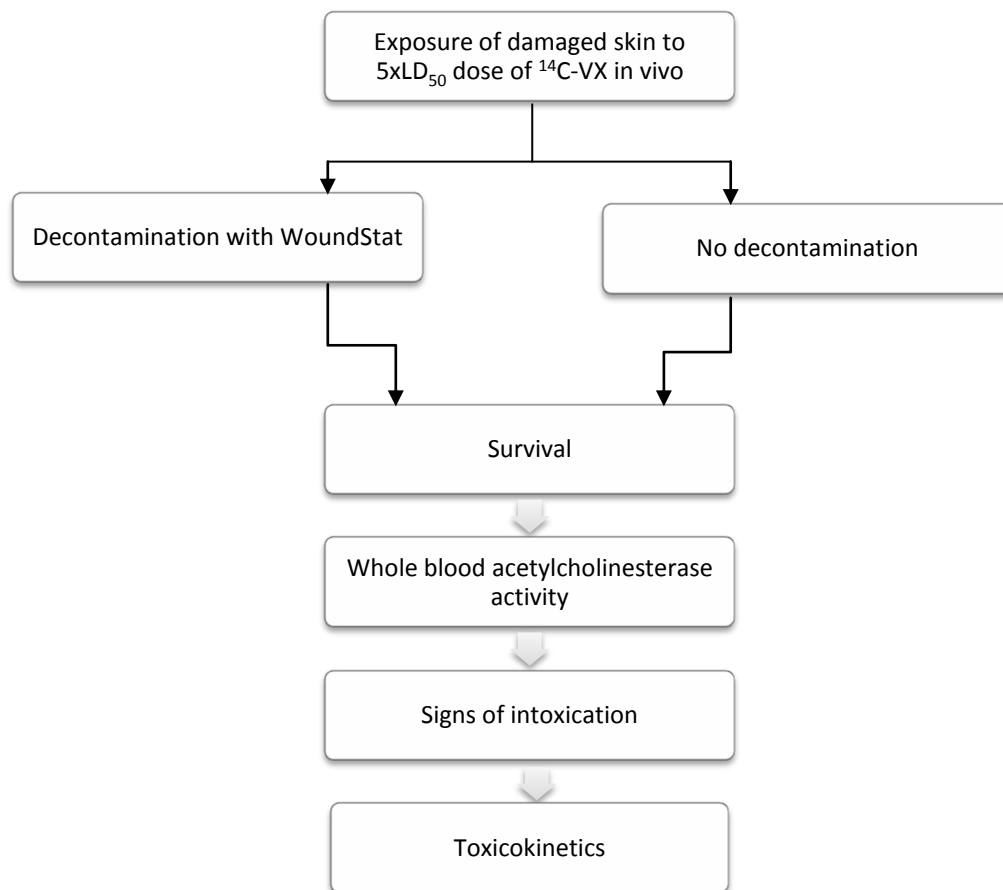 Exposure of damaged skin to
5xLD₅₀ dose of ¹⁴C-VX in vivo
Decontamination with WoundStat
No decontamination
Survival
Whole blood acetylcholinesterase
activity
Signs of intoxication
Toxicokinetics